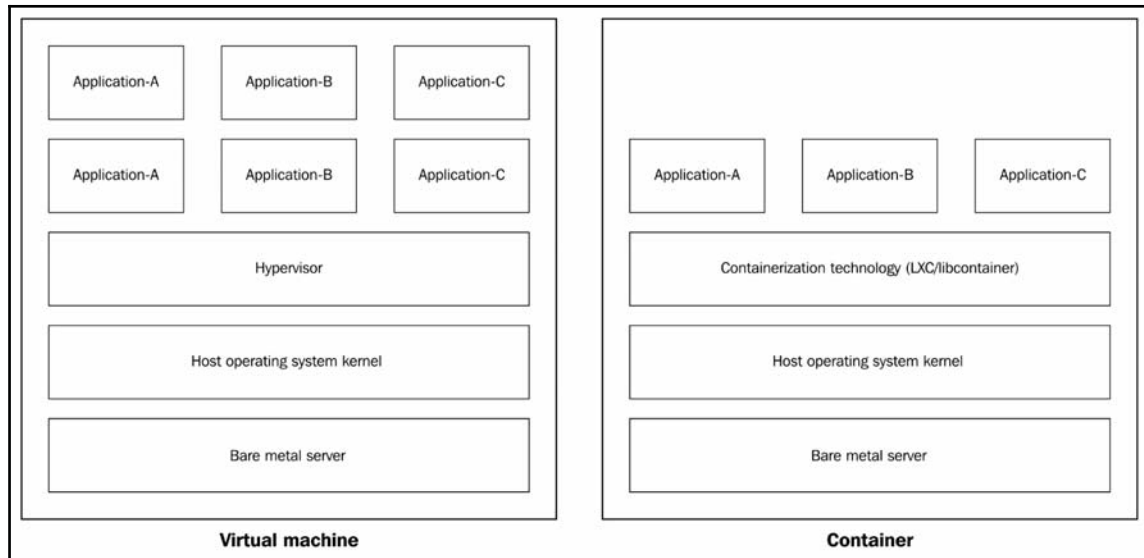 Application-A Application-B Application-C
Application-A Application-B Application-C
Hypervisor
Host operating system kernel
Bare metal server
Virtual machine
Application-A Application-B Application-C
Containerization technology (LXC/libcontainer)
Host operating system kernel
Bare metal server
Container